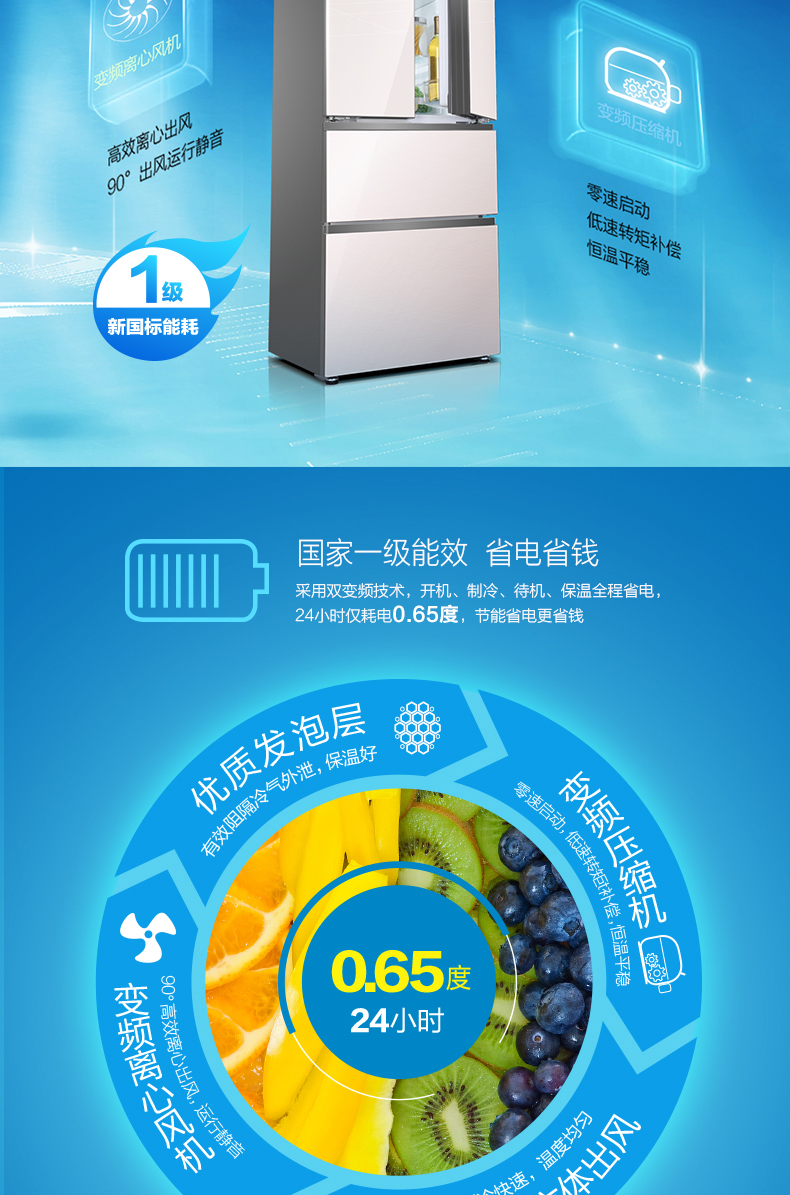 变频离心风机
高效离心出风
90°出风运行静音
变频压缩机
零速启动
低速转矩补偿
恒温平稳
1级
新国标能耗
国家一级能效 省电省钱
采用双变频技术，开机、制冷、待机、保温全程省电，
24小时仅耗电0.65度，节能省电更省钱
优质发泡层
有效阻隔冷气外泄，保温好
变频压缩机
零速启动，低速转矩补偿，恒温平稳
0.65度
24小时
变频离心风机
90°高效离心出风，运行静音
体出风
快速，温度均匀